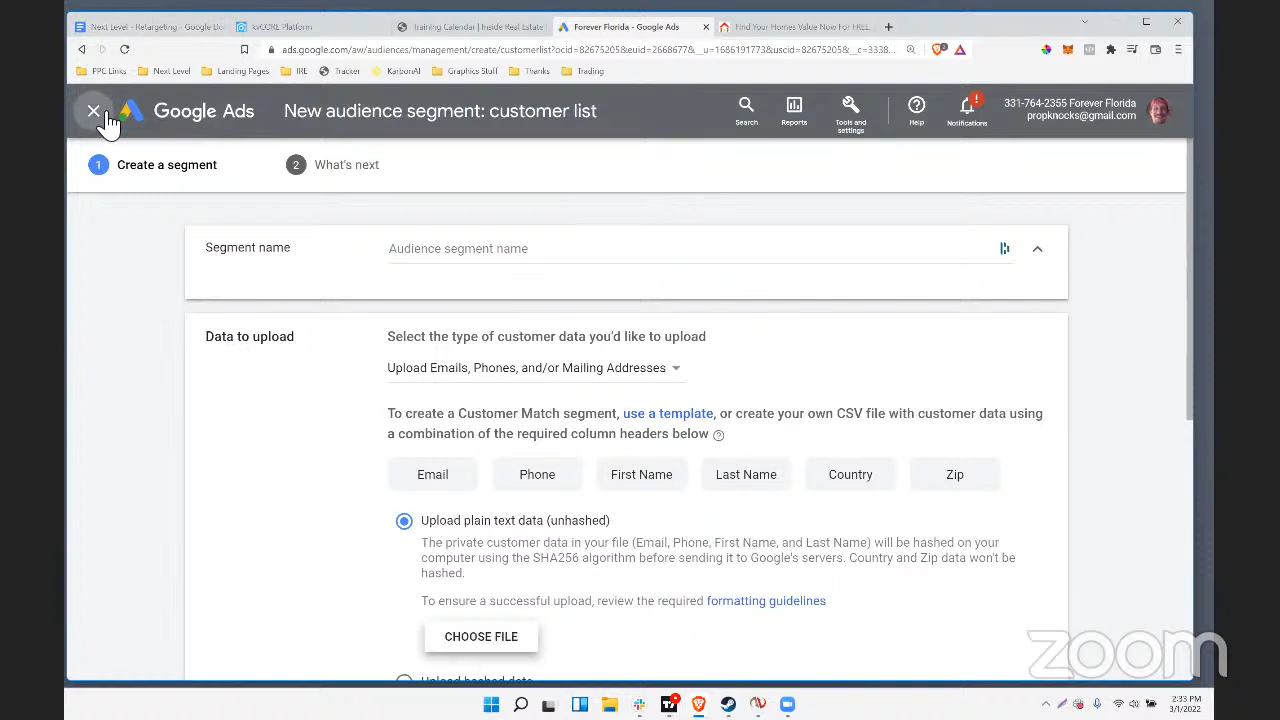 Next Level - Retargeting - Google Do
kvCORE Platform
Training Calendar | Inside Real Estate
Forever Florida - Google Ads
Find Your Homes Value Now For FREE
ads.google.com/aw/audiences/management/create/customerlist?ocid=82675205&euid=2668677&__u=1686191773&uscid=82675205&__c=3338...
PPC Links
Next Level
Landing Pages
IRE
Tracker
KarbonAI
Graphics Stuff
Thanks
Trading
Google Ads
New audience segment: customer list
Search
Reports
Tools and
settings
Help
Notifications
331-764-2355 Forever Florida
propknocks@gmail.com
1 Create a segment
2 What's next
Segment name
Audience segment name
Data to upload
Select the type of customer data you'd like to upload
Upload Emails, Phones, and/or Mailing Addresses
To create a Customer Match segment, use a template, or create your own CSV file with customer data using
a combination of the required column headers below
Email
Phone
First Name
Last Name
Country
Zip
Upload plain text data (unhashed)
The private customer data in your file (Email, Phone, First Name, and Last Name) will be hashed on your
computer using the SHA256 algorithm before sending it to Google's servers. Country and Zip data won't be
hashed.
To ensure a successful upload, review the required formatting guidelines
CHOOSE FILE
Upload hashed data
zoom
2:33 PM
3/1/2022